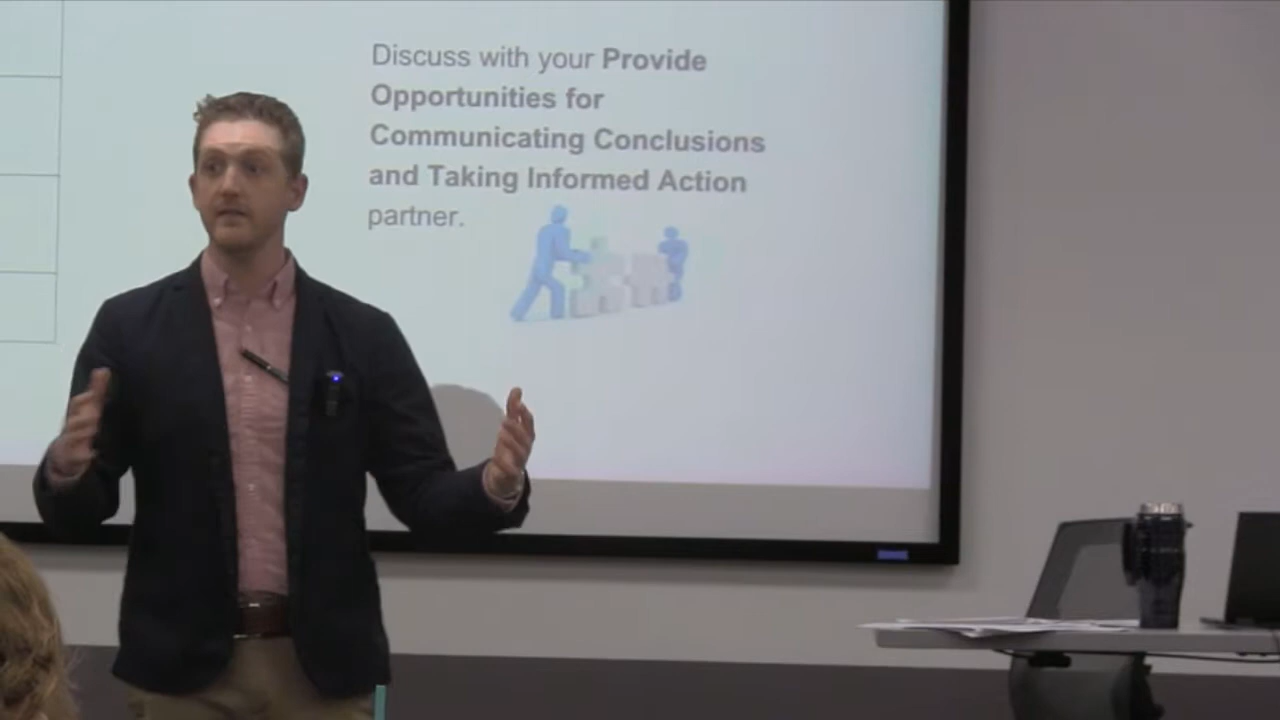 Discuss with your Provide
Opportunities for
Communicating Conclusions
and Taking Informed Action
partner.